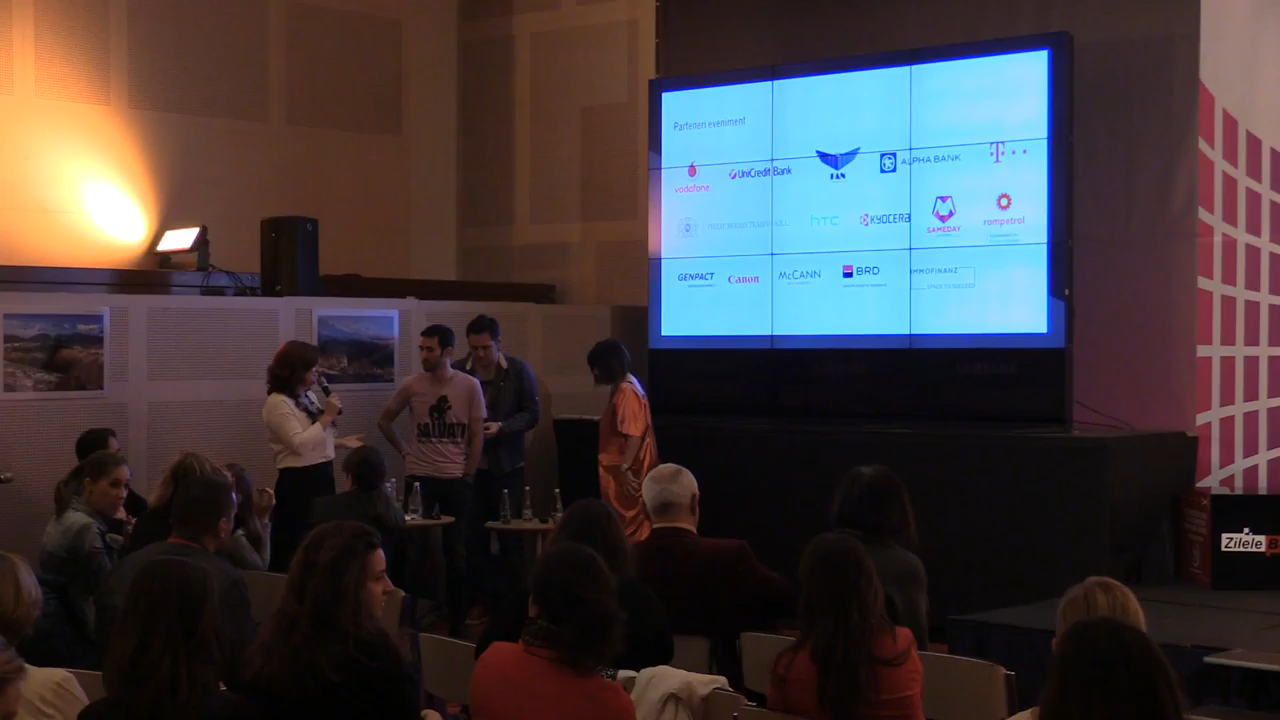 Parteneri eveniment
vodafone
UniCredit Bank
FAN
ALPHA BANK
T
hTC
KYOCERA
SAMEDAY
rompetrol
GENPACT
Canon
McCANN
BRD
IMMOFINANZ
SPACE TO SUCCEED
SALVATI
Zilele B